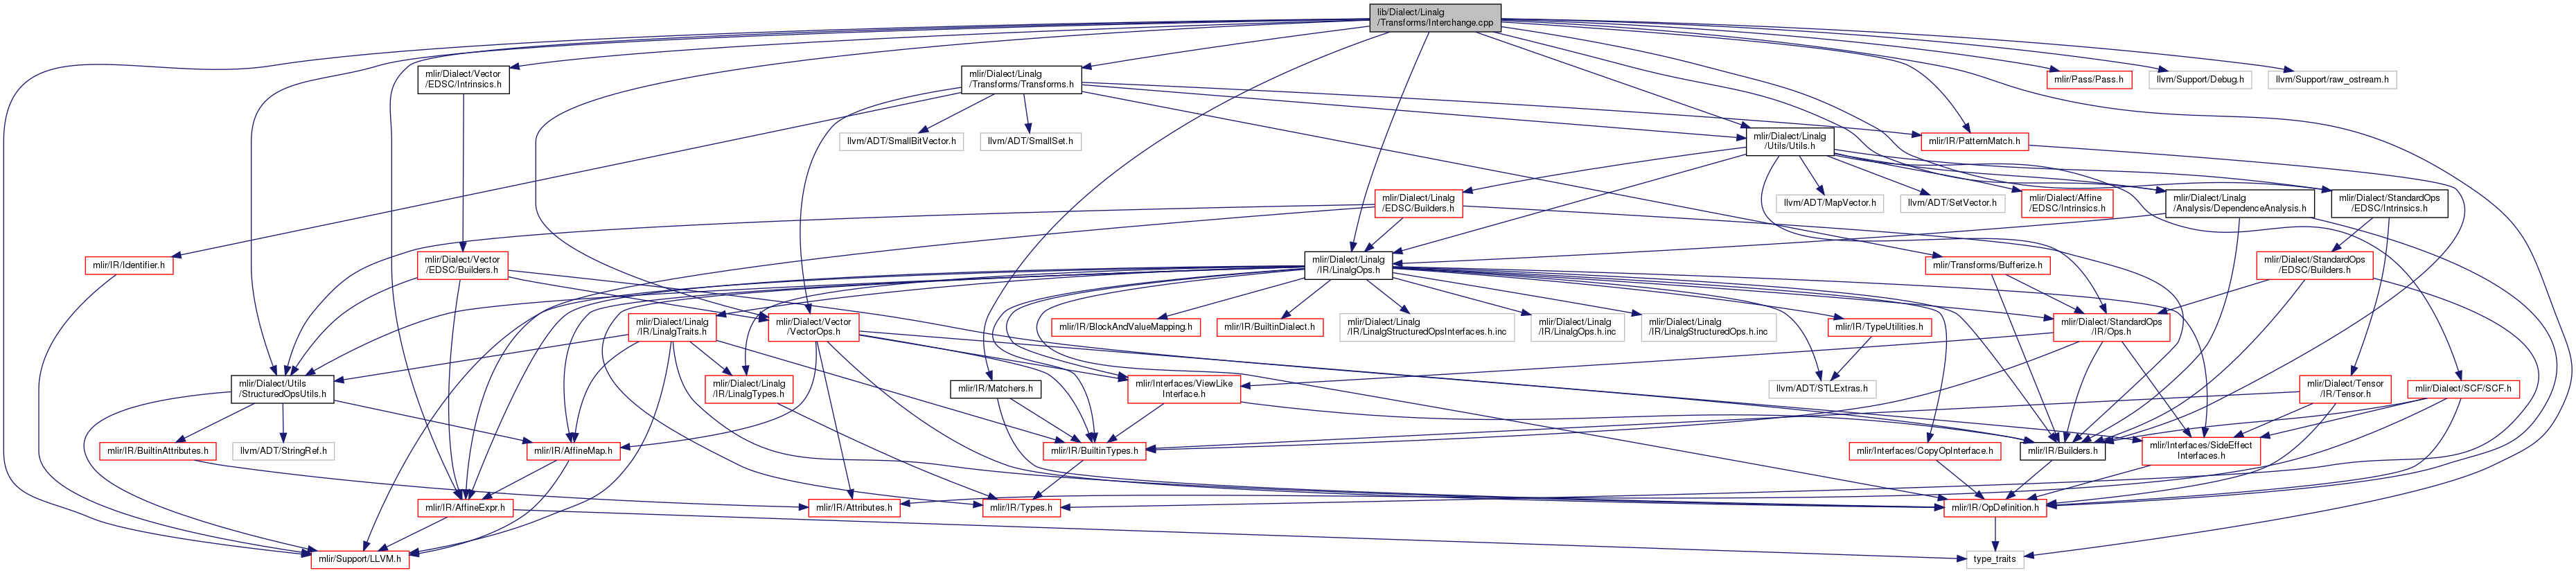 lib/Dialect/Linalg
/Transforms/Interchange.cpp
mlir/Dialect/Vector
/EDSC/Intrinsics.h
mlir/Dialect/Linalg
/Transforms/Transforms.h
mlir/Pass/Pass.h
llvm/Support/Debug.h
llvm/Support/raw_ostream.h
llvm/ADT/SmallBitVector.h
llvm/ADT/SmallSet.h
mlir/Dialect/Linalg
/Utils/Utils.h
mlir/IR/PatternMatch.h
mlir/Dialect/Linalg
/EDSC/Builders.h
llvm/ADT/MapVector.h
llvm/ADT/SetVector.h
mlir/Dialect/Affine
/EDSC/Intrinsics.h
mlir/Dialect/Linalg
/Analysis/DependenceAnalysis.h
mlir/Dialect/StandardOps
/EDSC/Intrinsics.h
mlir/IR/Identifier.h
mlir/Dialect/Vector
/EDSC/Builders.h
mlir/Dialect/Linalg
/IR/LinalgOps.h
mlir/Transforms/Bufferize.h
mlir/Dialect/StandardOps
/EDSC/Builders.h
mlir/Dialect/Linalg
/IR/LinalgTraits.h
mlir/Dialect/Vector
/VectorOps.h
mlir/IR/BlockAndValueMapping.h
mlir/IR/BuiltinDialect.h
mlir/Dialect/Linalg
/IR/LinalgStructuredOpsInterfaces.h.inc
mlir/Dialect/Linalg
/IR/LinalgOps.h.inc
mlir/Dialect/Linalg
/IR/LinalgStructuredOps.h.inc
mlir/IR/TypeUtilities.h
mlir/Dialect/StandardOps
/IR/Ops.h
mlir/Dialect/Utils
/StructuredOpsUtils.h
mlir/Dialect/Linalg
/IR/LinalgTypes.h
mlir/IR/Matchers.h
mlir/Interfaces/ViewLike
Interface.h
llvm/ADT/STLExtras.h
mlir/Dialect/Tensor
/IR/Tensor.h
mlir/Dialect/SCF/SCF.h
mlir/IR/BuiltinAttributes.h
llvm/ADT/StringRef.h
mlir/IR/AffineMap.h
mlir/IR/BuiltinTypes.h
mlir/Interfaces/CopyOpInterface.h
mlir/IR/Builders.h
mlir/Interfaces/SideEffect
Interfaces.h
mlir/IR/AffineExpr.h
mlir/IR/Attributes.h
mlir/IR/Types.h
mlir/IR/OpDefinition.h
mlir/Support/LLVM.h
type_traits